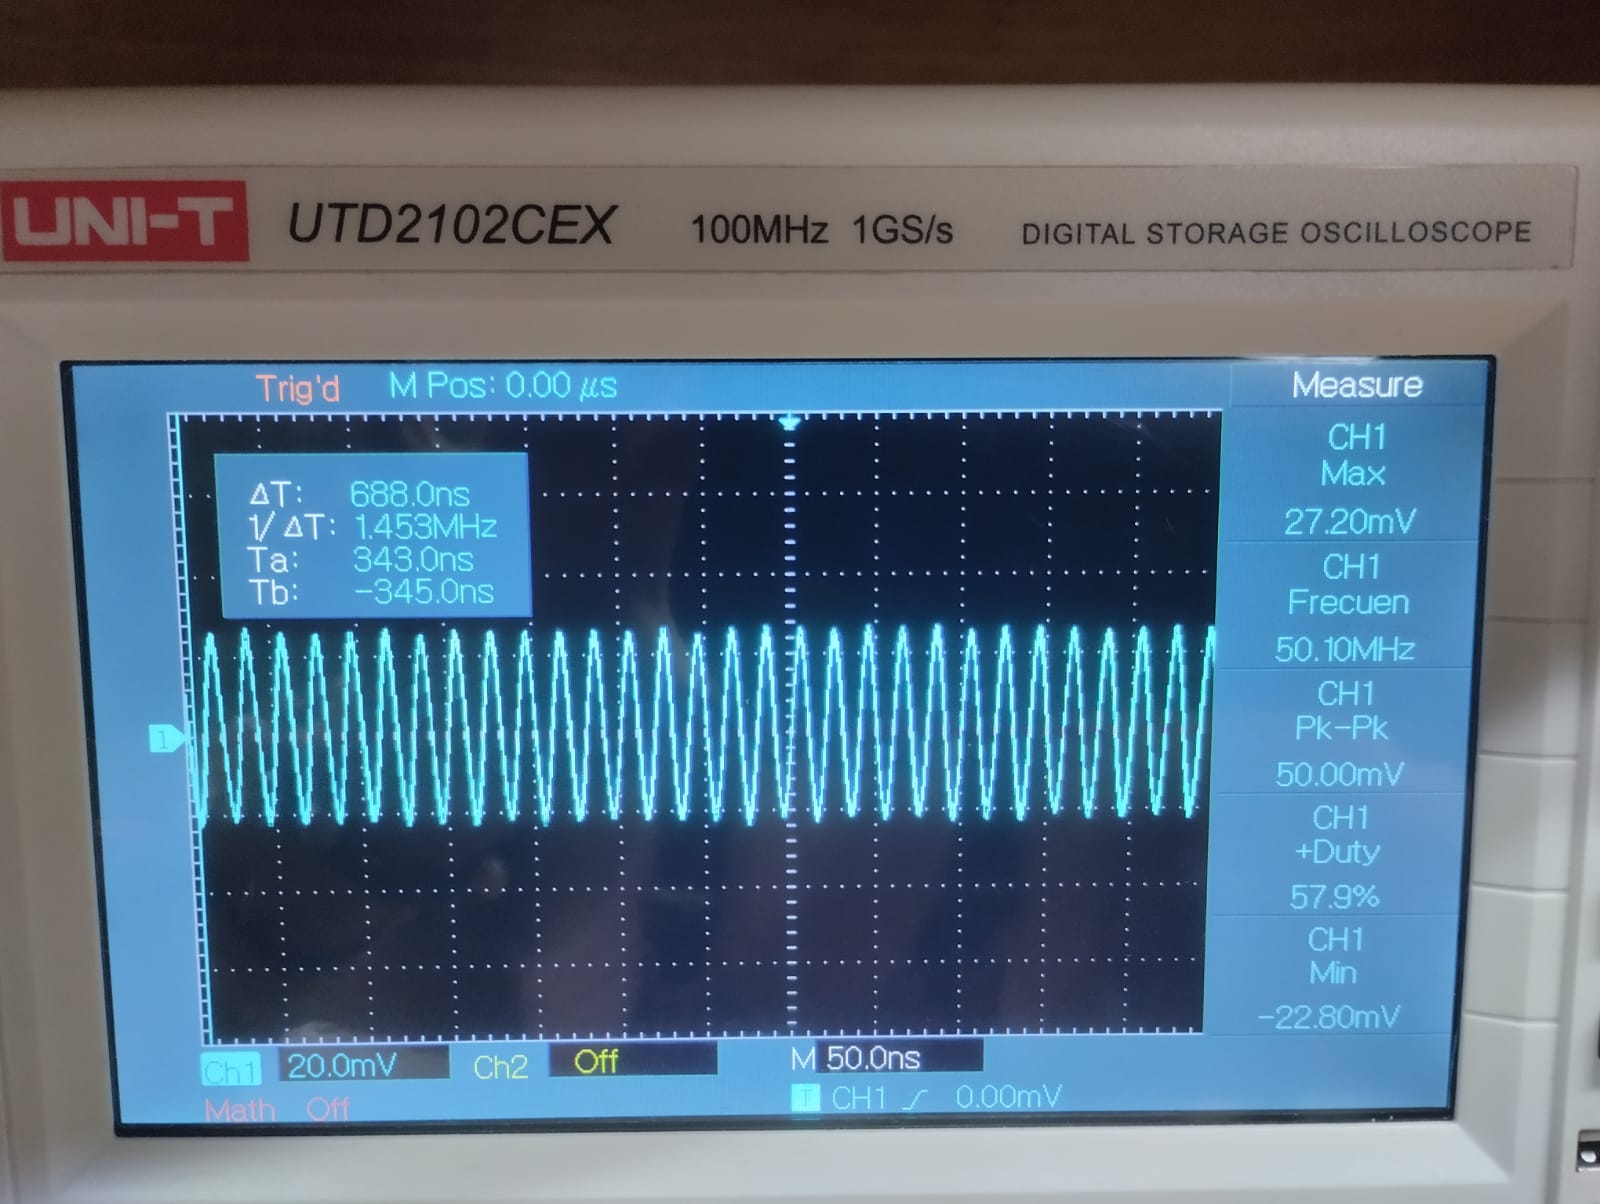 UNI-T UTD2102CEX 100MHz 1GS/s DIGITAL STORAGE OSCILLOSCOPE
Trig'd M Pos: 0.00 μs
Measure
ΔT: 688.0ns
1/ΔT: 1.453MHz
Ta: 343.0ns
Tb: -345.0ns
1
CH1
Max
27.20mV
CH1
Frecuen
50.10MHz
CH1
Pk-Pk
50.00mV
CH1
+Duty
57.9%
CH1
Min
-22.80mV
Ch1 20.0mV Ch2 Off M 50.0ns
Math Off T CH1 0.00mV